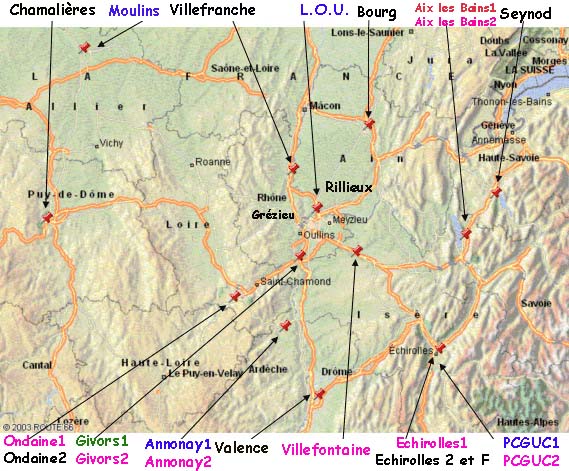 Chamalières
Moulins
Villefranche
L.O.U.
Bourg
Aix les Bains1
Aix les Bains2
Seynod
Lons-le-Saunier
Doubs
Cossonay
La.Vallee
Morges
LA SUISSE
Nyon
Jura
LA FRANCE
Saône-et-Loire
Allier
Thonon-les-Bains
Mâcon
Genève
Annemasse
Vichy
Ain
Haute-Savoie
Roanne
Puy-de-Dôme
Rhône
Rillieux
Grézieu
Meyzieu
Loire
Oullins
Saint-Chamond
Savoie
Isère
Echirolles
Haute-Loire
Cantal
Le Puy-en-Velay
Ardèche
Drôme
Lozère
Hautes-Alpes
© 2003 ROUTE 66
Ondaine1
Ondaine2
Givors1
Givors2
Annonay1
Annonay2
Valence
Villefontaine
Echirolles1
Echirolles 2 et F
PCGUC1
PCGUC2